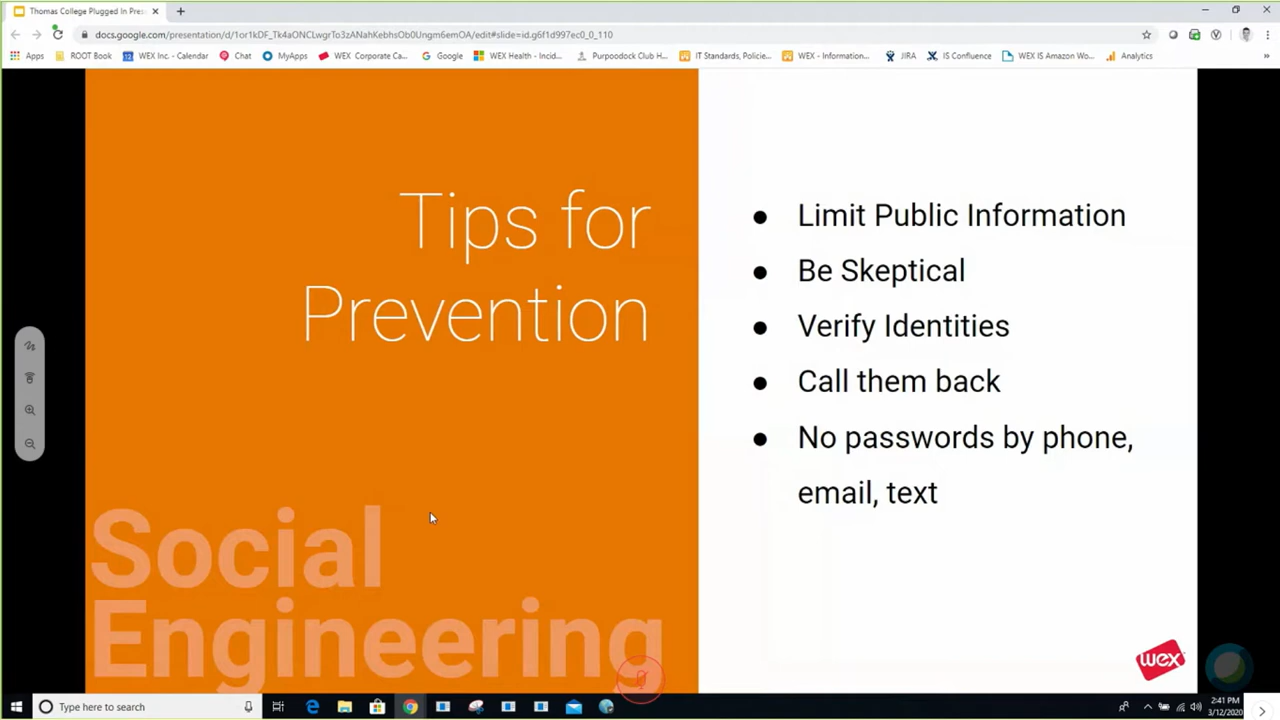 Thomas College Plugged In Pres
docs.google.com/presentation/d/1or1kDF_Tk4aONCLwgrTo3zANahKebhsOb0Ungm6emOA/edit#slide=id.g6f1d997ec0_0_110
Apps ROOT Book WEX Inc. - Calendar Chat MyApps WEX Corporate Ca... Google WEX Health - Incid... Purpoodock Club H... IT Standards, Policie... WEX - Information... JIRA IS Confluence WEX IS Amazon Wo... Analytics
Tips for
Prevention
Social
Engineering
● Limit Public Information
● Be Skeptical
● Verify Identities
● Call them back
● No passwords by phone,
email, text
wex
Type here to search
2:41 PM
3/12/2020